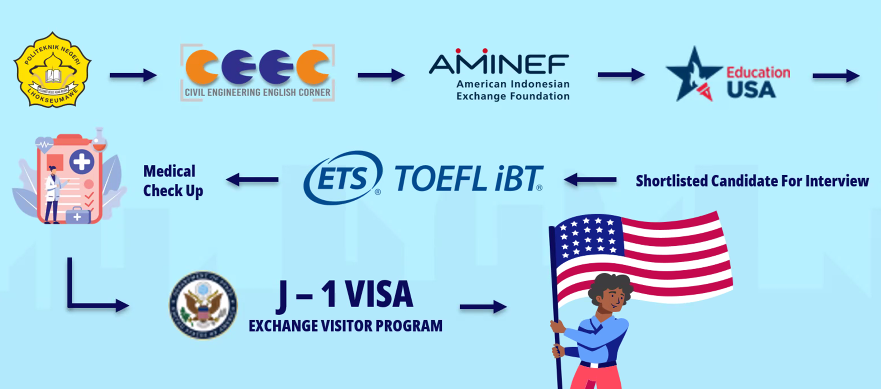 POLITEKNIK NEGERI
LHOKSEUMAWE
CEEC
CIVIL ENGINEERING ENGLISH CORNER
AMINEF
American Indonesian
Exchange Foundation
Education
USA
Shortlisted Candidate For Interview
ETS ® TOEFL iBT®
Medical
Check Up
J – 1 VISA
EXCHANGE VISITOR PROGRAM